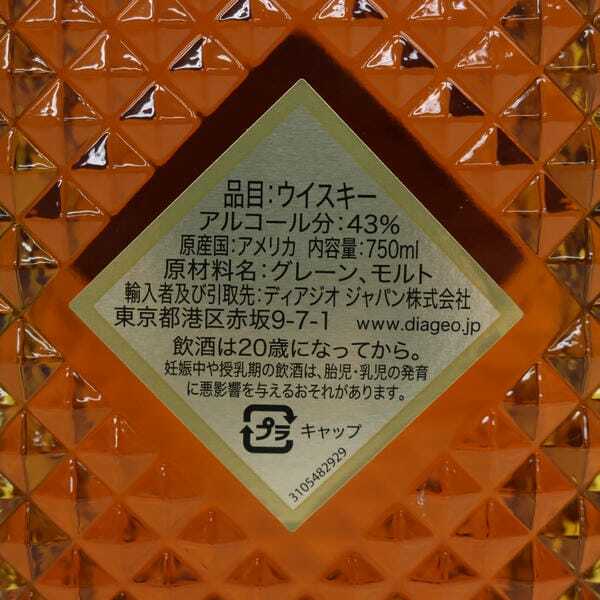 品目:ウイスキー
アルコール分:43%
原産国:アメリカ 内容量:750ml
原材料名:グレーン、モルト
輸入者及び引取先:ディアジオ ジャパン株式会社
東京都港区赤坂9-7-1 www.diageo.jp
飲酒は20歳になってから。
妊娠中や授乳期の飲酒は、胎児・乳児の発育
に悪影響を与えるおそれがあります。
プラ キャップ
3105482929